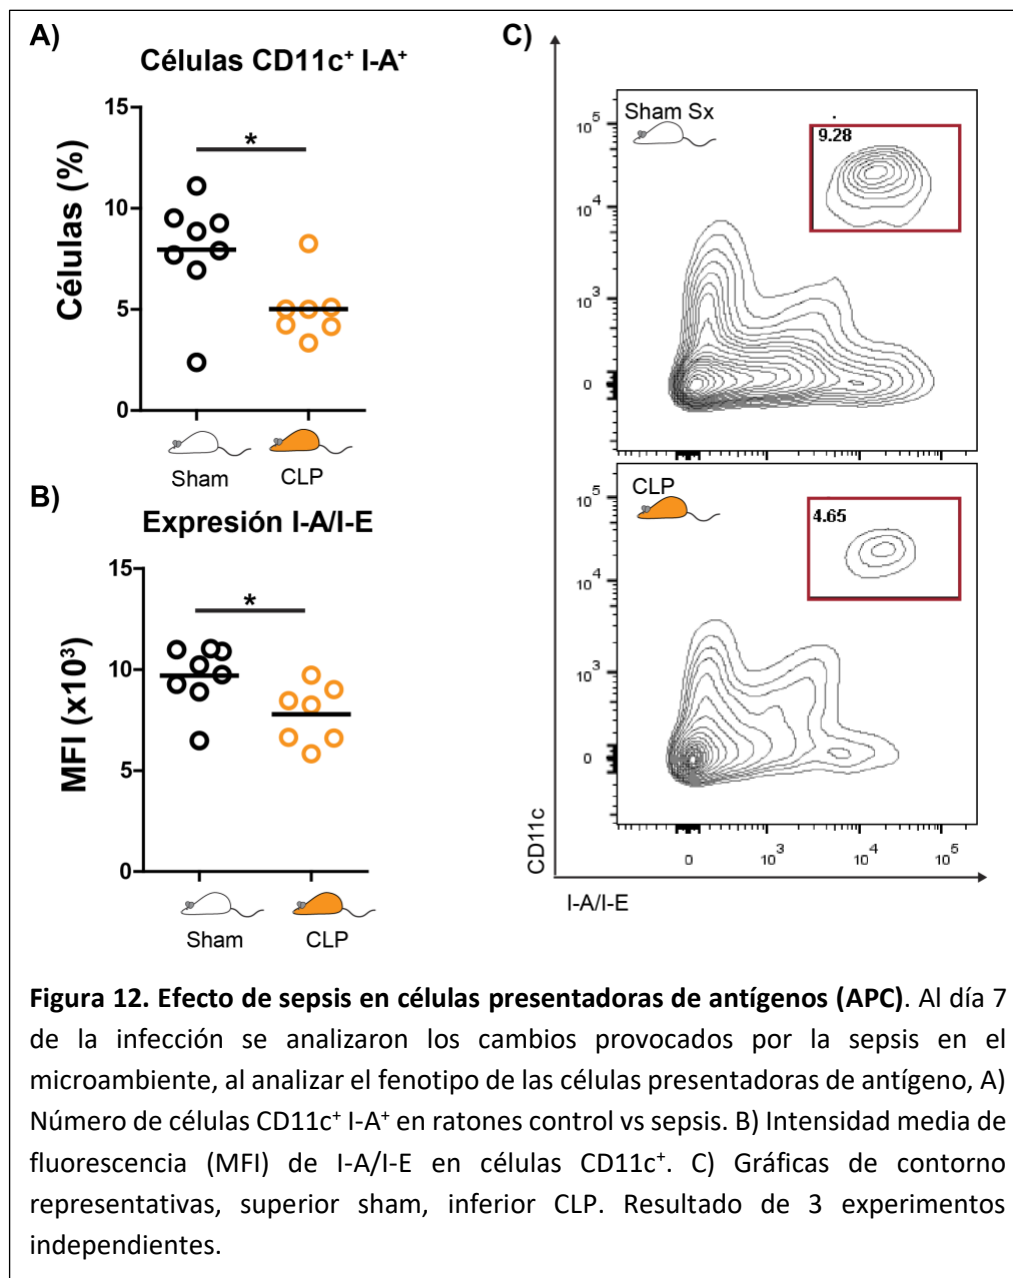 A)
Células CD11c⁺ I-A⁺
15
*
10
5
0
Células (%)
Sham
CLP
B)
Expresión I-A/I-E
15
*
10
5
0
MFI (x10³)
Sham
CLP
C)
Sham Sx
9.28
10⁵
10⁴
10³
0
CLP
4.65
10⁵
10⁴
10³
0
0 10³ 10⁴ 10⁵
CD11c
I-A/I-E
Figura 12. Efecto de sepsis en células presentadoras de antígenos (APC). Al día 7
de la infección se analizaron los cambios provocados por la sepsis en el
microambiente, al analizar el fenotipo de las células presentadoras de antígeno, A)
Número de células CD11c⁺ I-A⁺ en ratones control vs sepsis. B) Intensidad media de
fluorescencia (MFI) de I-A/I-E en células CD11c⁺. C) Gráficas de contorno
representativas, superior sham, inferior CLP. Resultado de 3 experimentos
independientes.